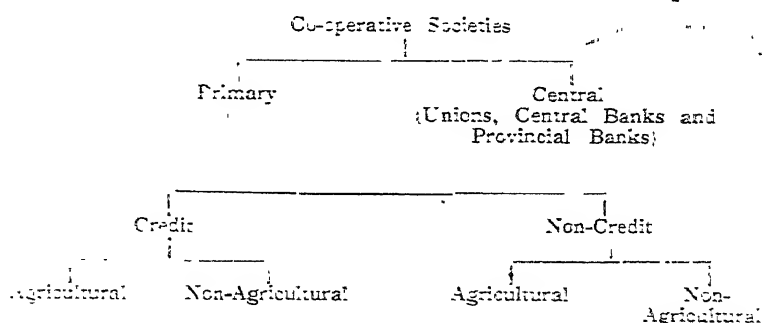 Co-operative Societies
Primary Central
(Unions, Central Banks and
Provincial Banks)
Credit Non-Credit
Agricultural Non-Agricultural Agricultural Non-
Agricultural